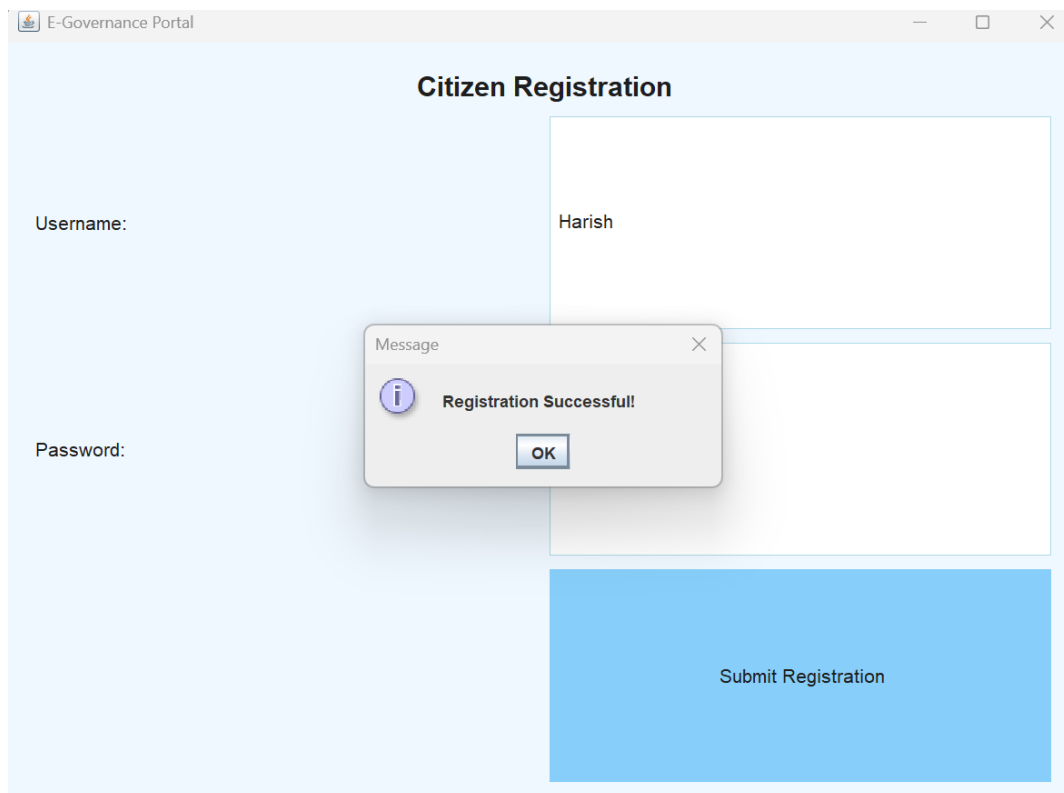 E-Governance Portal
Citizen Registration
Username:
Harish
Message
Registration Successful!
OK
Password:
Submit Registration